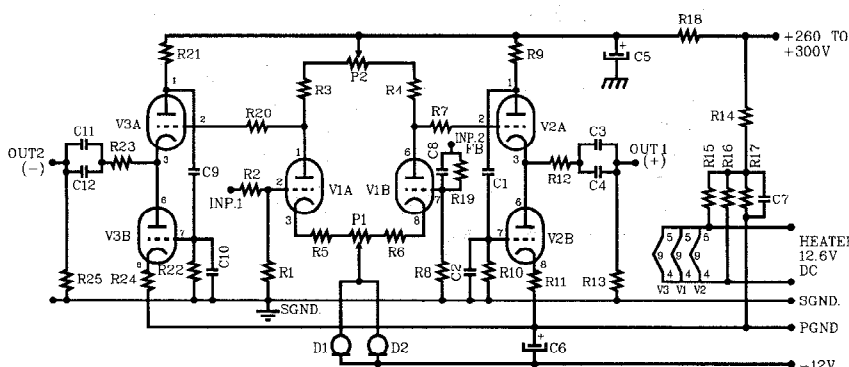 R18
+260 TO
+300V
R21
P2
R9
+
C5
R3
R4
R14
1
1
V3A
2
R20
R7
2
V2A
C11
R23
3
C9
1
6
INP.2
FB
C8
C3
3
R15
R16
R17
OUT2
(-)
C12
R2
2
V1A
V1B
7
R19
C1
R12
C4
OUT1
(+)
INP.1
C7
6
3
P1
8
6
V3B
7
C10
R5
R6
C2
7
V2B
5
5
5
HEATER
9
9
9
12.6V
DC
R25
R24
8
R22
R1
R8
R10
8
R11
R13
4
4
4
V3
V1
V2
SGND.
SGND.
PGND
D1
D2
+
C6
-12V